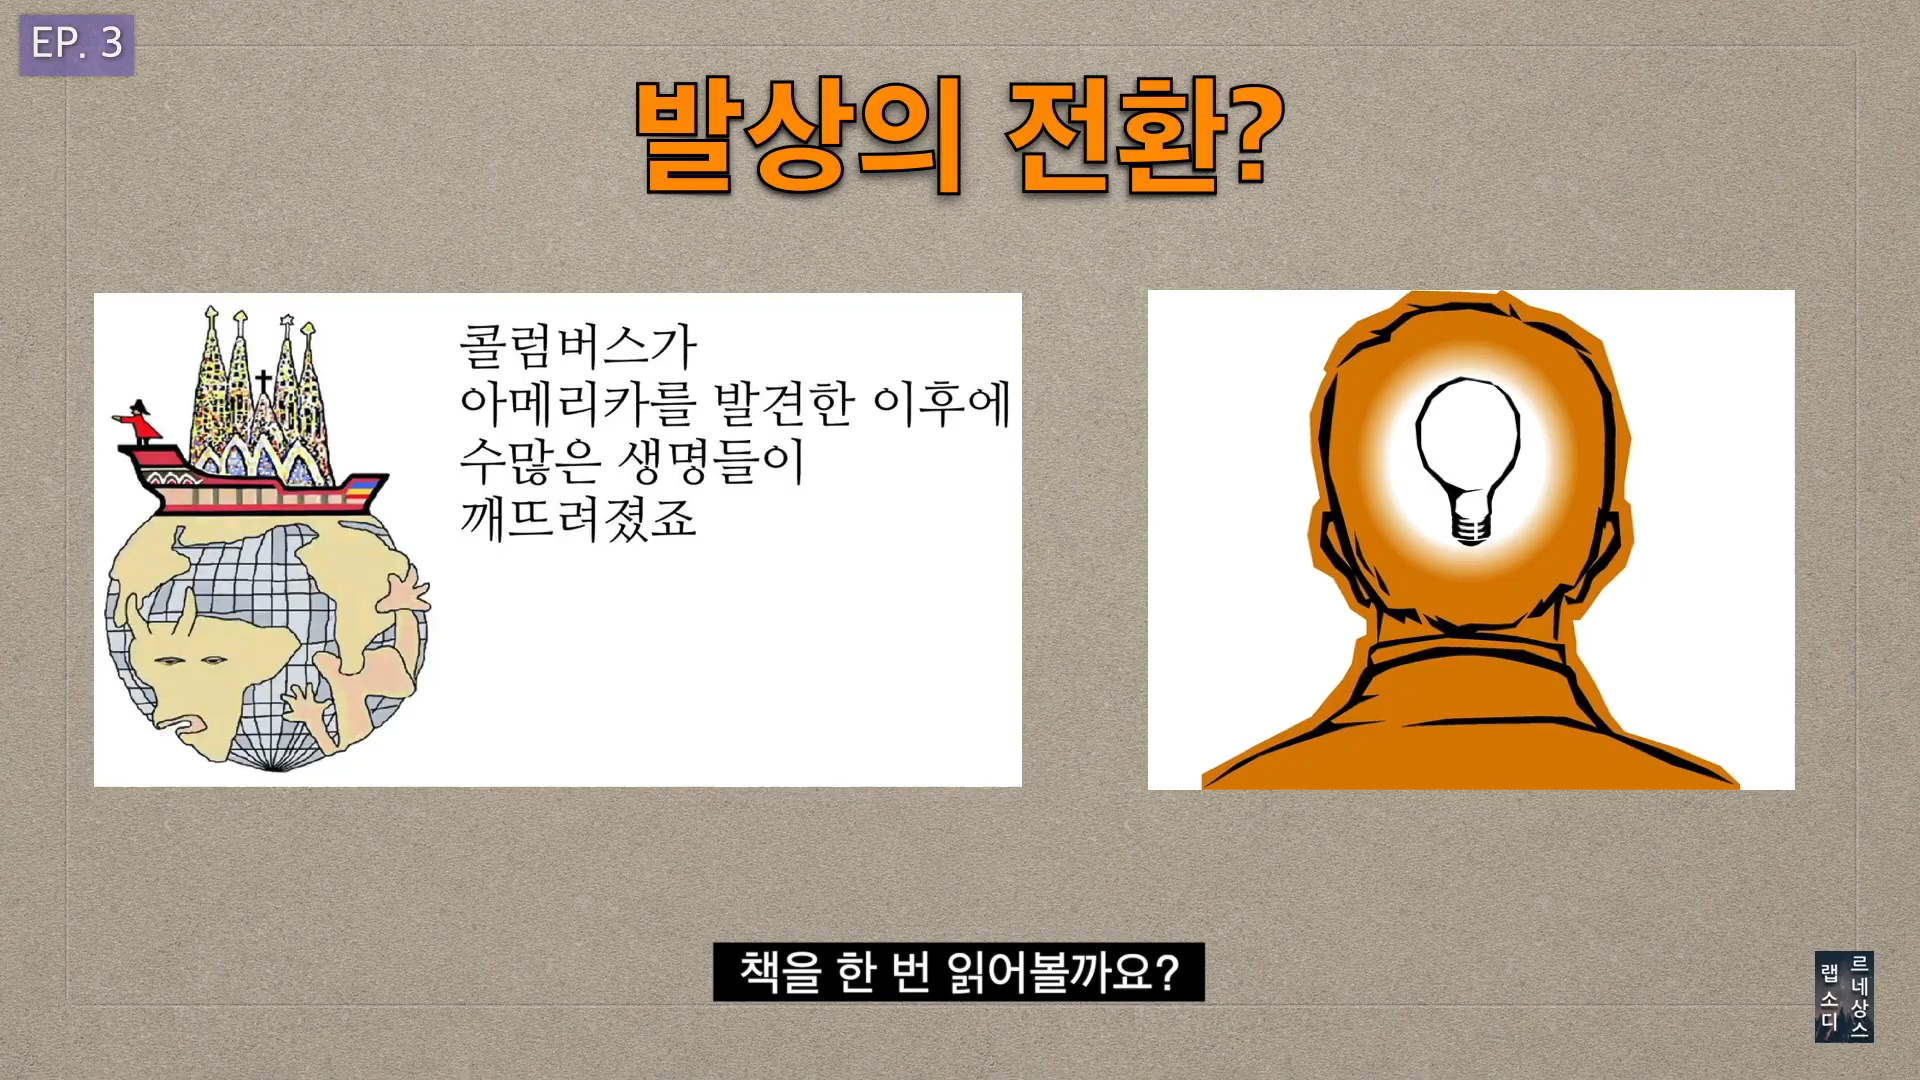 EP. 3
발상의 전환?
콜럼버스가
아메리카를 발견한 이후에
수많은 생명들이
깨뜨려졌죠
책을 한 번 읽어볼까요?
르네상스
랩소디